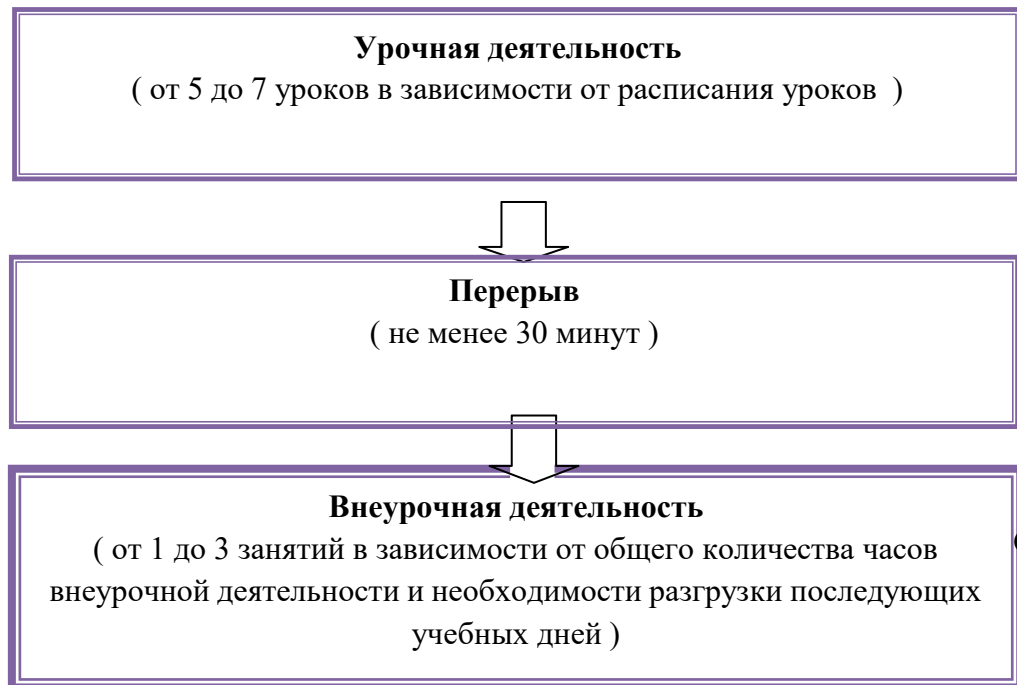 Урочная деятельность
( от 5 до 7 уроков в зависимости от расписания уроков )
Перерыв
( не менее 30 минут )
Внеурочная деятельность
( от 1 до 3 занятий в зависимости от общего количества часов
внеурочной деятельности и необходимости разгрузки последующих
учебных дней )